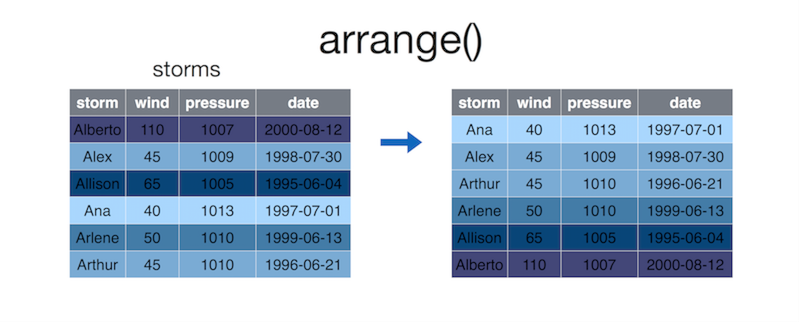 arrange()
storms
storm wind pressure date
Alberto 110 1007 2000-08-12
Alex 45 1009 1998-07-30
Allison 65 1005 1995-06-04
Ana 40 1013 1997-07-01
Arlene 50 1010 1999-06-13
Arthur 45 1010 1996-06-21
storm wind pressure date
Ana 40 1013 1997-07-01
Alex 45 1009 1998-07-30
Arthur 45 1010 1996-06-21
Arlene 50 1010 1999-06-13
Allison 65 1005 1995-06-04
Alberto 110 1007 2000-08-12